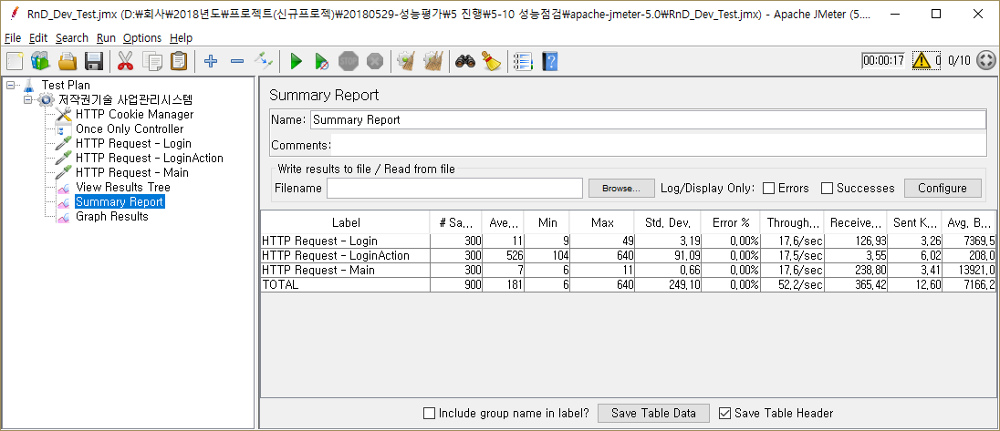 RnD_Dev_Test.jmx (D:₩회사₩2018년도₩프로젝트(신규프로젝)₩20180529-성능평가₩5 진행₩5-10 성능점검₩apache-jmeter-5.0₩RnD_Dev_Test.jmx) - Apache JMeter (5....
File Edit Search Run Options Help
00:00:17 0 0/10
Test Plan
저작권기술 사업관리시스템
HTTP Cookie Manager
Once Only Controller
HTTP Request - Login
HTTP Request - LoginAction
HTTP Request - Main
View Results Tree
Summary Report
Graph Results
Summary Report
Name: Summary Report
Comments:
Write results to file / Read from file
Filename Browse... Log/Display Only: Errors Successes Configure
Label # Sa... Ave... Min Max Std. Dev. Error % Through... Receive... Sent K... Avg. B...
HTTP Request - Login 300 11 9 49 3.19 0.00% 17.6/sec 126.93 3.26 7369.5
HTTP Request - LoginAction 300 526 104 640 91.09 0.00% 17.5/sec 3.55 6.02 208.0
HTTP Request - Main 300 7 6 11 0.66 0.00% 17.6/sec 238.80 3.41 13921.0
TOTAL 900 181 6 640 249.10 0.00% 52.2/sec 365.42 12.60 7166.2
Include group name in label? Save Table Data Save Table Header